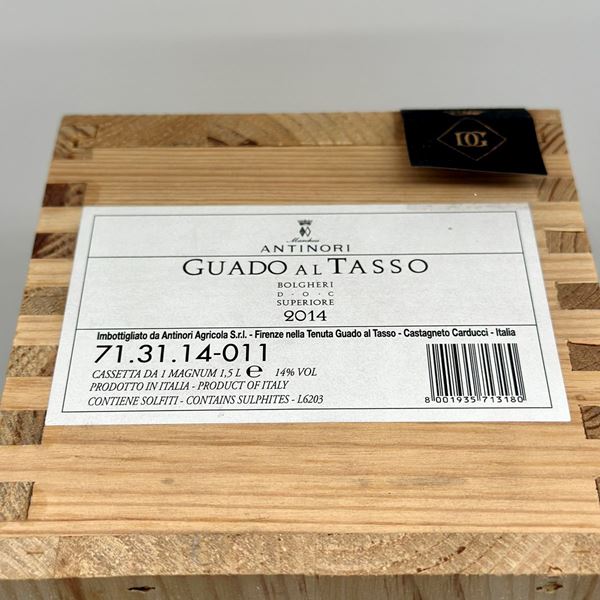 DG
Marchesi
ANTINORI
GUADO AL TASSO
BOLGHERI
D·O·C
SUPERIORE
2014
Imbottigliato da Antinori Agricola S.r.l. - Firenze nella Tenuta Guado al Tasso - Castagneto Carducci - Italia
71.31.14-011
CASSETTA DA 1 MAGNUM 1,5 L e 14% VOL
PRODOTTO IN ITALIA - PRODUCT OF ITALY
CONTIENE SOLFITI - CONTAINS SULPHITES - L6203
8 001935 713180